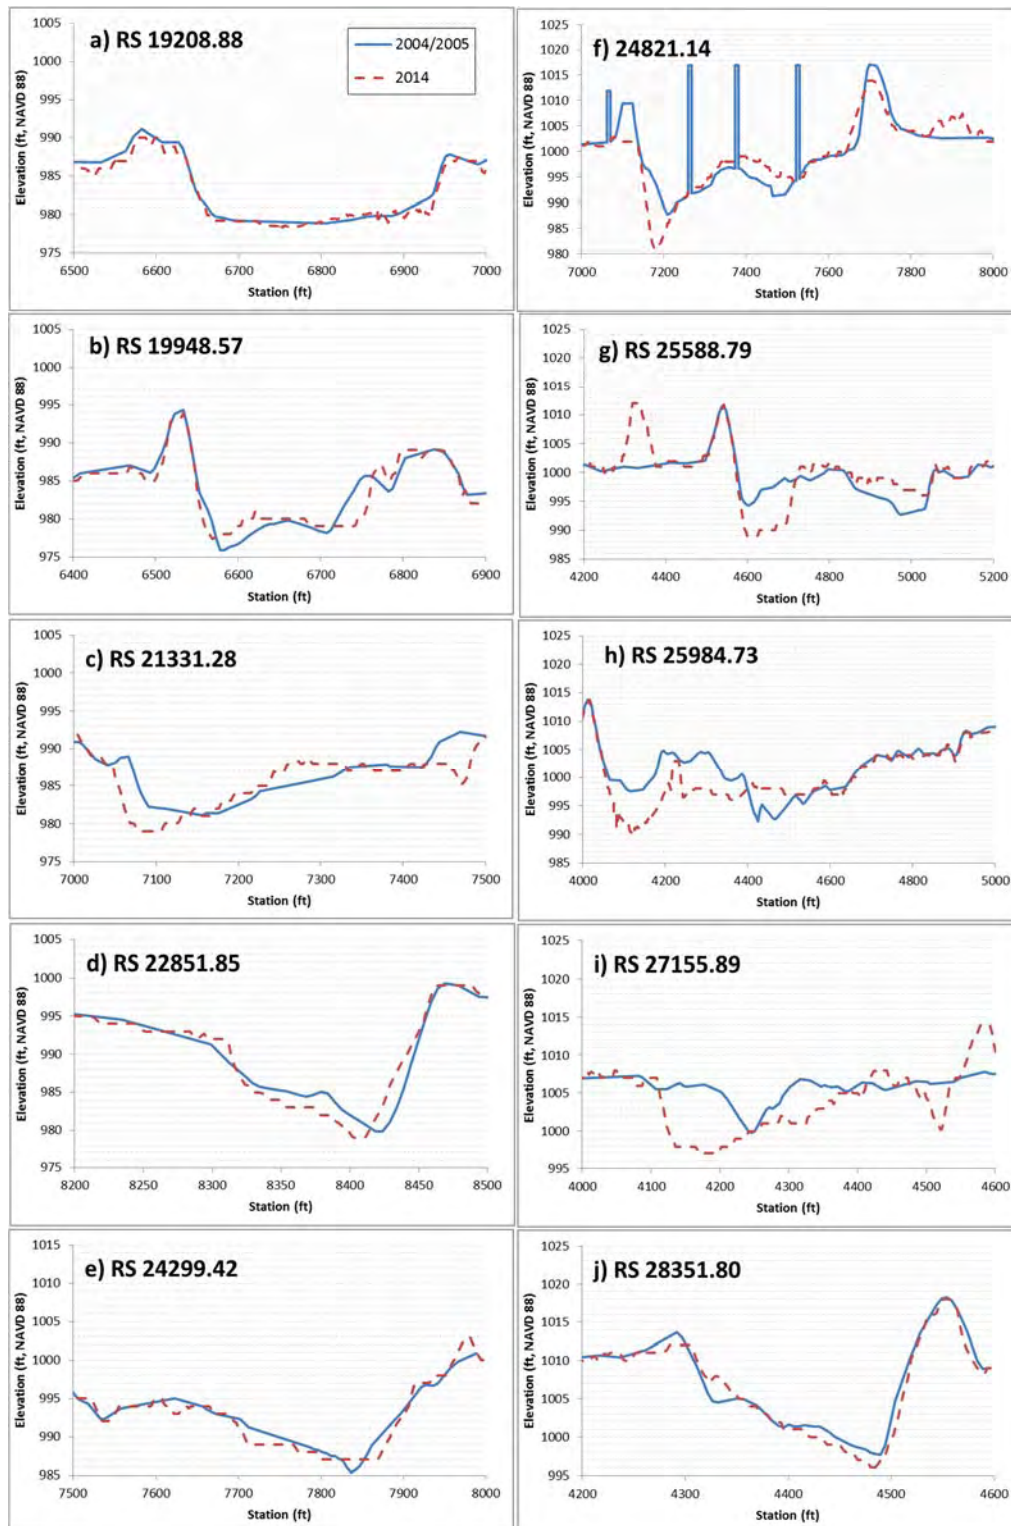 a) RS 19208.88
2004/2005
2014
Elevation (ft, NAVD 88)
1005
1000
995
990
985
980
975
6500 6600 6700 6800 6900 7000
Station (ft)
f) 24821.14
Elevation (ft, NAVD 88)
1025
1020
1015
1010
1005
1000
995
990
985
980
7000 7200 7400 7600 7800 8000
Station (ft)
b) RS 19948.57
Elevation (ft, NAVD 88)
1005
1000
995
990
985
980
975
6400 6500 6600 6700 6800 6900
Station (ft)
g) RS 25588.79
Elevation (ft, NAVD 88)
1025
1020
1015
1010
1005
1000
995
990
985
4200 4400 4600 4800 5000 5200
Station (ft)
c) RS 21331.28
Elevation (ft, NAVD 88)
1005
1000
995
990
985
980
975
7000 7100 7200 7300 7400 7500
Station (ft)
h) RS 25984.73
Elevation (ft, NAVD 88)
1025
1020
1015
1010
1005
1000
995
990
985
4000 4200 4400 4600 4800 5000
Station (ft)
d) RS 22851.85
Elevation (ft, NAVD 88)
1005
1000
995
990
985
980
975
8200 8250 8300 8350 8400 8450 8500
Station (ft)
i) RS 27155.89
Elevation (ft, NAVD 88)
1025
1020
1015
1010
1005
1000
995
4000 4100 4200 4300 4400 4500 4600
Station (ft)
e) RS 24299.42
Elevation (ft, NAVD 88)
1015
1010
1005
1000
995
990
985
7500 7600 7700 7800 7900 8000
Station (ft)
j) RS 28351.80
Elevation (ft, NAVD 88)
1025
1020
1015
1010
1005
1000
995
4200 4300 4400 4500 4600
Station (ft)